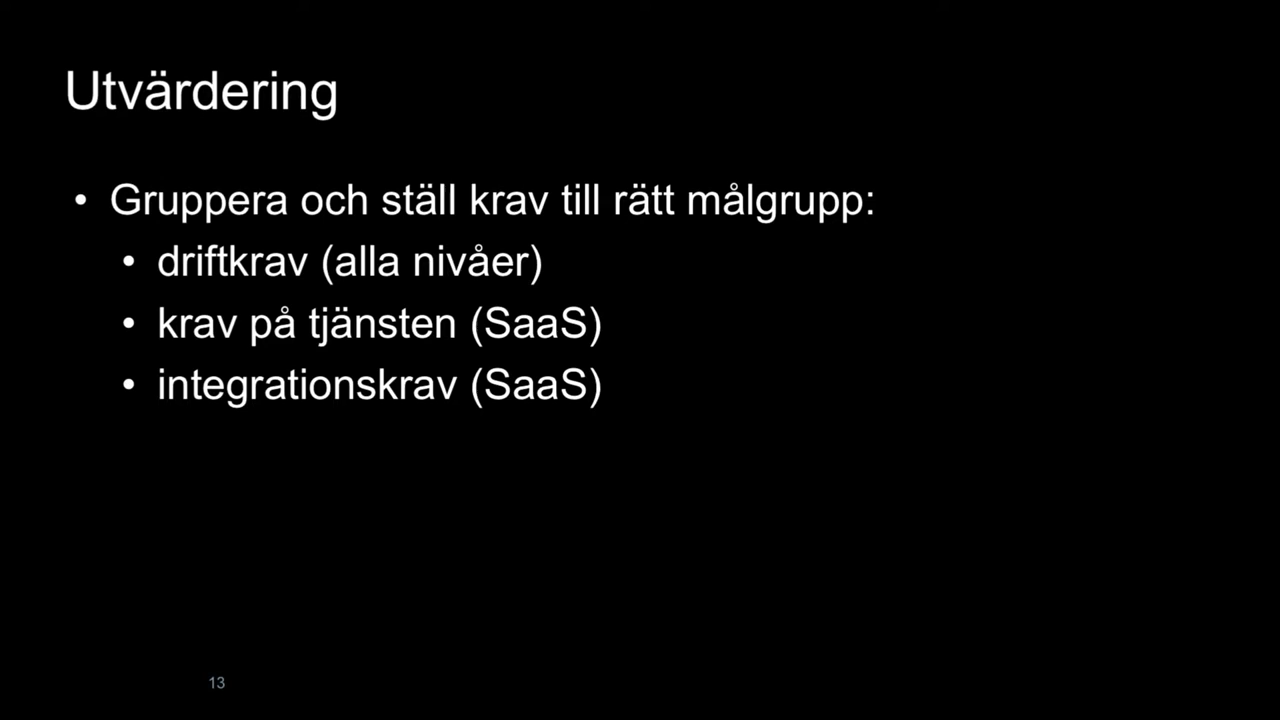 Utvärdering
• Gruppera och ställ krav till rätt målgrupp:
• driftkrav (alla nivåer)
• krav på tjänsten (SaaS)
• integrationskrav (SaaS)
13